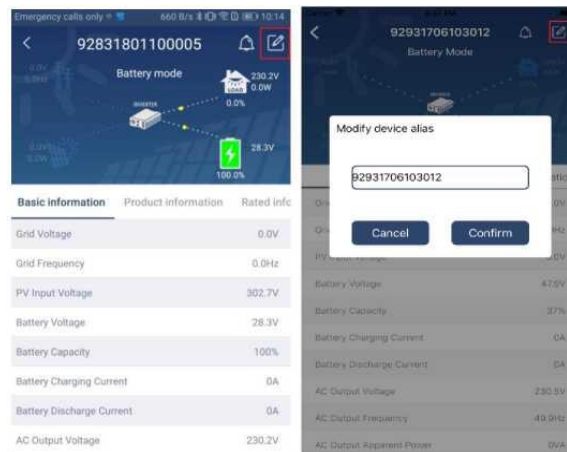 Emergency calls only
660 B/s
10:14
92831801100005
Battery mode
LOAD
230.2V
0.0W
0.0%
INVERTER
28.3V
100.0%
Basic information Product information Rated info
Grid Voltage 0.0V
Grid Frequency 0.0Hz
PV Input Voltage 302.7V
Battery Voltage 28.3V
Battery Capacity 100%
Battery Charging Current 0A
Battery Discharge Current 0A
AC Output Voltage 230.2V
92931706103012
Battery Mode
Modify device alias
92931706103012
Cancel Confirm
Battery Voltage 47.9V
Battery Capacity 37%
Battery Charging Current 0A
Battery Discharge Current 0A
AC Output Voltage 230.5V
AC Output Frequency 49.9Hz
AC Output Apparent Power 0VA